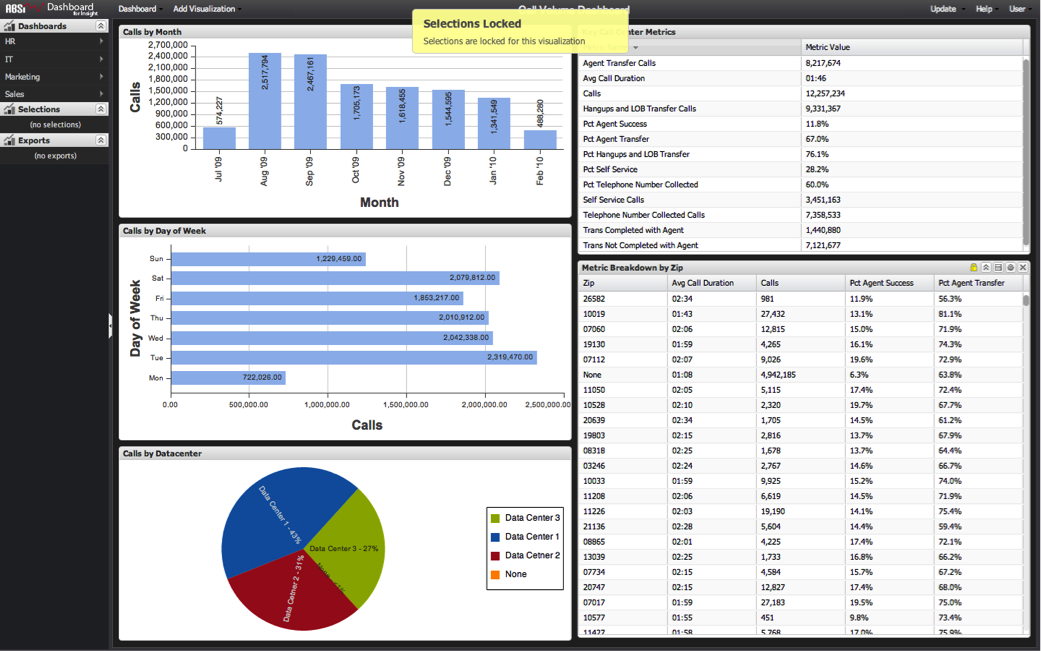 ABSi Dashboard for Insight
Dashboard Add Visualization Call Volume Dashboard Update Help User
Selections Locked
Selections are locked for this visualization
Dashboards
HR
IT
Marketing
Sales
Selections
(no selections)
Exports
(no exports)
Calls by Month
2,700,000
2,400,000
2,100,000
1,800,000
1,500,000
1,200,000
900,000
600,000
300,000
0
Calls
574,227
2,517,794
2,467,161
1,705,173
1,618,455
1,544,595
1,341,549
488,280
Jul '09
Aug '09
Sep '09
Oct '09
Nov '09
Dec '09
Jan '10
Feb '10
Month
Calls by Day of Week
Day of Week
Sun 1,229,459.00
Sat 2,079,812.00
Fri 1,853,217.00
Thu 2,010,912.00
Wed 2,042,338.00
Tue 2,319,470.00
Mon 722,026.00
0.00 500,000.00 1,000,000.00 1,500,000.00 2,000,000.00 2,500,000.00
Calls
Calls by Datacenter
Data Center 1 - 43%
Data Center 3 - 27%
Data Cetner 2 - 31%
Data Center 3
Data Center 1
Data Cetner 2
None
Call Center Metrics
Metric Value
Agent Transfer Calls 8,217,674
Avg Call Duration 01:46
Calls 12,257,234
Hangups and LOB Transfer Calls 9,331,367
Pct Agent Success 11.8%
Pct Agent Transfer 67.0%
Pct Hangups and LOB Transfer 76.1%
Pct Self Service 28.2%
Pct Telephone Number Collected 60.0%
Self Service Calls 3,451,163
Telephone Number Collected Calls 7,358,533
Trans Completed with Agent 1,440,880
Trans Not Completed with Agent 7,121,677
Metric Breakdown by Zip
Zip Avg Call Duration Calls Pct Agent Success Pct Agent Transfer
26582 02:34 981 11.9% 56.3%
10019 01:43 27,432 13.1% 81.1%
07060 02:06 12,815 15.0% 71.9%
19130 01:59 4,265 16.1% 74.3%
07112 02:07 9,026 19.6% 72.9%
None 01:08 4,942,185 6.3% 63.8%
11050 02:05 5,115 17.4% 72.4%
10528 02:10 2,320 19.7% 67.7%
20639 02:34 1,705 14.5% 61.2%
19803 02:15 2,816 13.7% 67.9%
08318 02:25 1,678 13.7% 64.4%
03246 02:24 2,767 14.6% 66.7%
10033 01:59 9,925 15.2% 74.0%
11208 02:06 6,619 14.5% 71.9%
11226 02:03 19,190 14.1% 75.4%
21136 02:28 5,604 14.4% 59.4%
08865 02:01 4,225 17.4% 72.1%
13039 02:25 1,733 16.8% 66.2%
07734 02:15 4,584 15.7% 67.2%
20747 02:15 12,827 17.4% 68.0%
07017 01:59 27,183 19.5% 75.0%
10577 01:55 451 9.8% 73.4%
11427 01:58 5,768 17.0% 75.9%